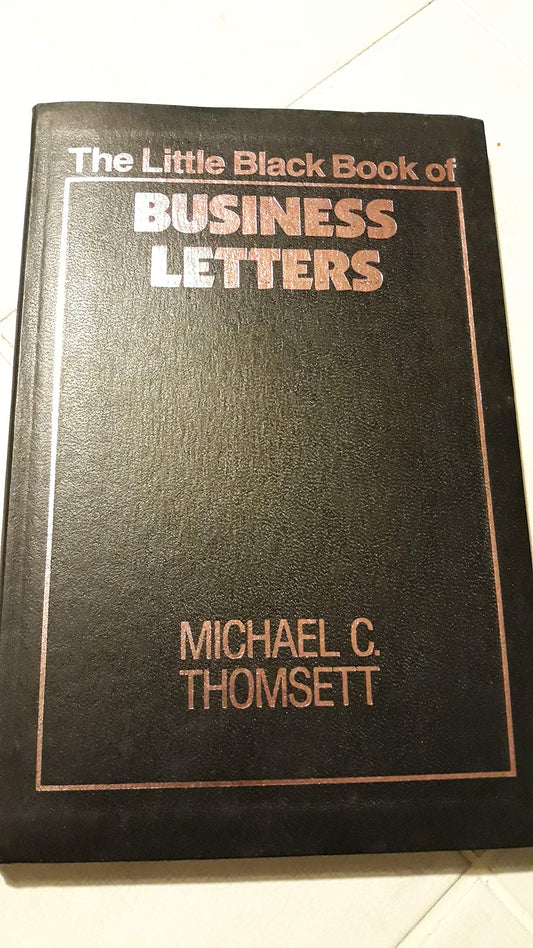 The Little Black Book of
BUSINESS
LETTERS
MICHAEL C.
THOMSETT